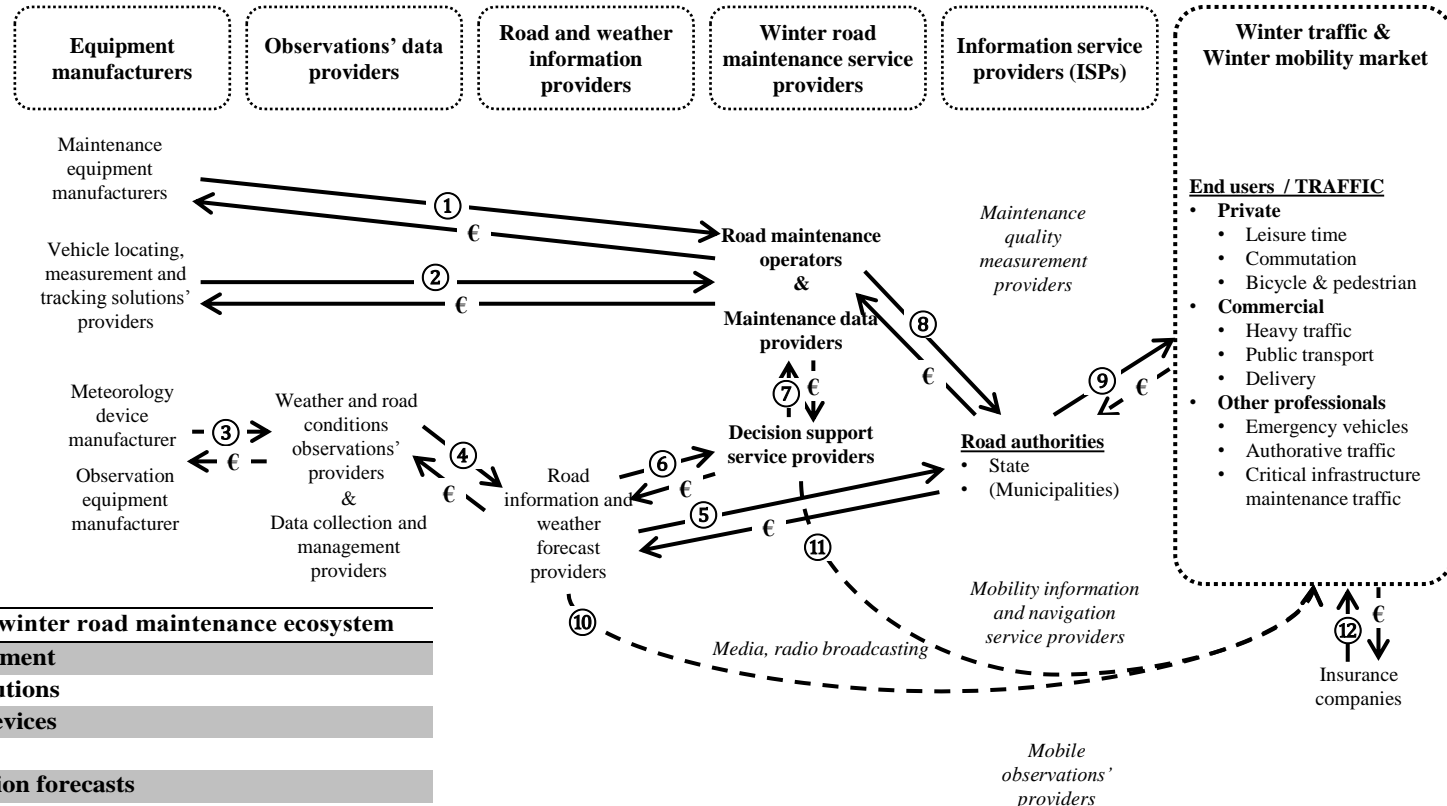 Equipment
manufacturers
Observations’ data
providers
Road and weather
information
providers
Winter road
maintenance service
providers
Information service
providers (ISPs)
Winter traffic &
Winter mobility market
Maintenance
equipment
manufacturers
①
€
Vehicle locating,
measurement and
tracking solutions’
providers
②
€
Road maintenance
operators
&
Maintenance data
providers
Maintenance
quality
measurement
providers
⑧
€
⑨
€
⑦
€
Meteorology
device
manufacturer
Observation
equipment
manufacturer
③
€
Weather and road
conditions
observations’
providers
&
Data collection and
management
providers
④
€
Road
information and
weather
forecast
providers
⑥
€
Decision support
service providers
⑤
€
Road authorities
• State
• (Municipalities)
⑪
⑩
Media, radio broadcasting
Mobility information
and navigation
service providers
Mobile
observations’
providers
End users / TRAFFIC
• Private
• Leisure time
• Commutation
• Bicycle & pedestrian
• Commercial
• Heavy traffic
• Public transport
• Delivery
• Other professionals
• Emergency vehicles
• Authorative traffic
• Critical infrastructure
maintenance traffic
⑫
€
Insurance
companies
winter road maintenance ecosystem
ment
utions
evices
ion forecasts